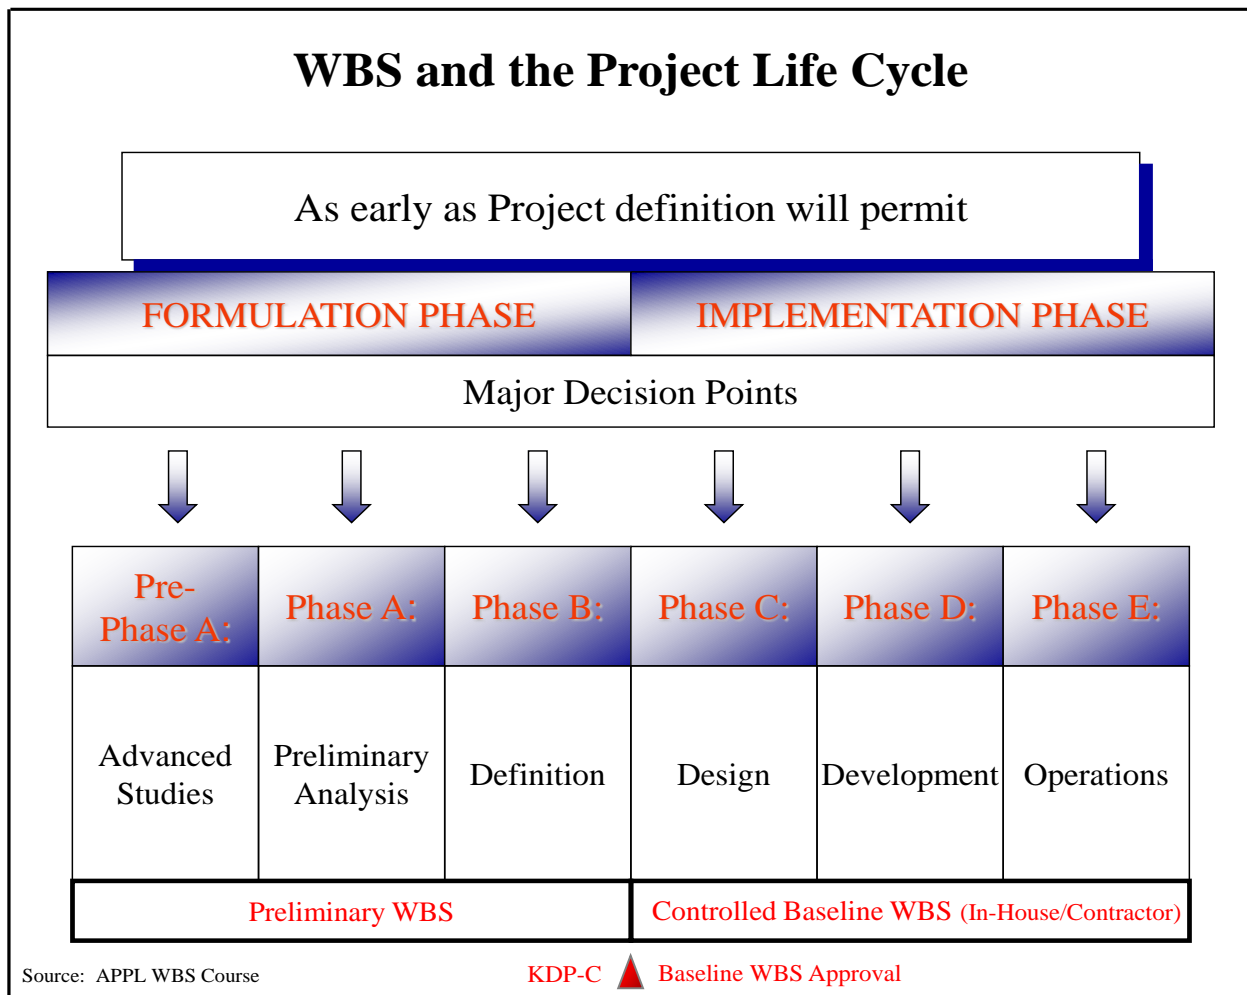 WBS and the Project Life Cycle
As early as Project definition will permit
FORMULATION PHASE
IMPLEMENTATION PHASE
Major Decision Points
Pre-
Phase A:
Phase A:
Phase B:
Phase C:
Phase D:
Phase E:
Advanced
Studies
Preliminary
Analysis
Definition
Design
Development
Operations
Preliminary WBS
Controlled Baseline WBS (In-House/Contractor)
Source: APPL WBS Course
KDP-C
Baseline WBS Approval